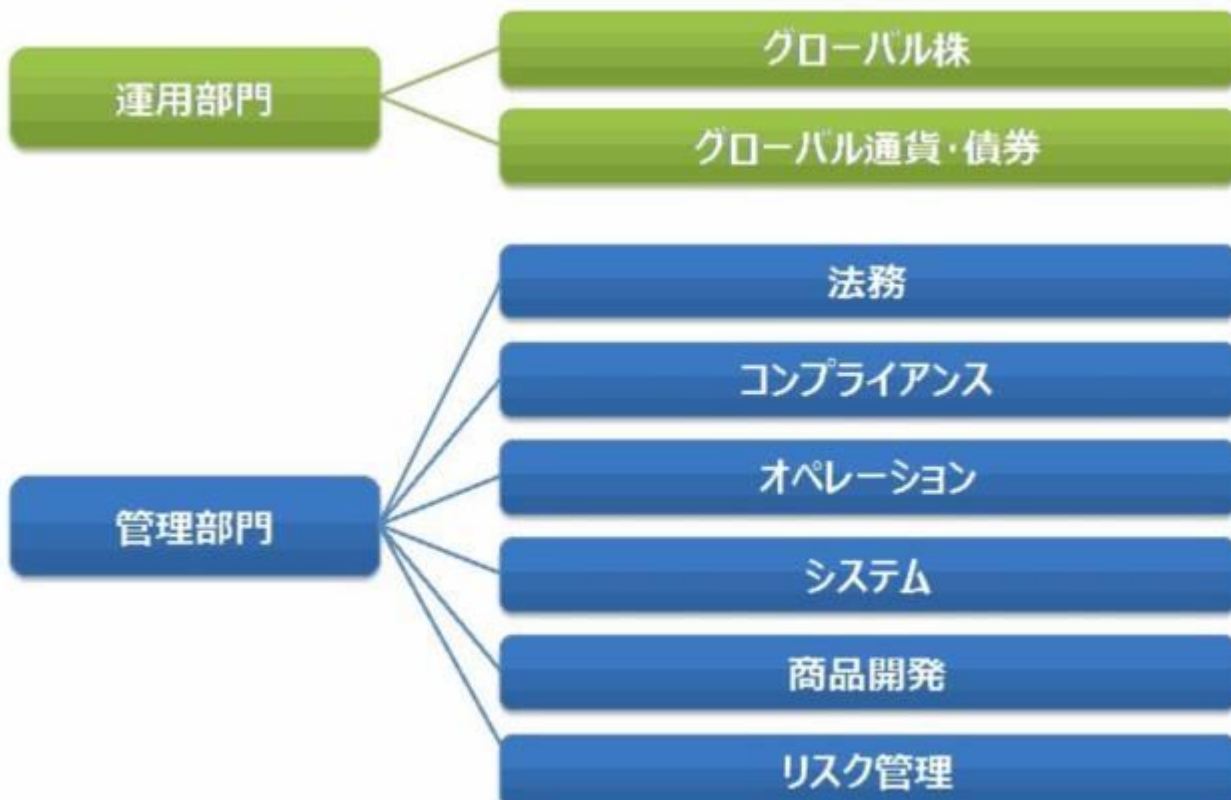 運用部門
グローバル株
グローバル通貨・債券
管理部門
法務
コンプライアンス
オペレーション
システム
商品開発
リスク管理